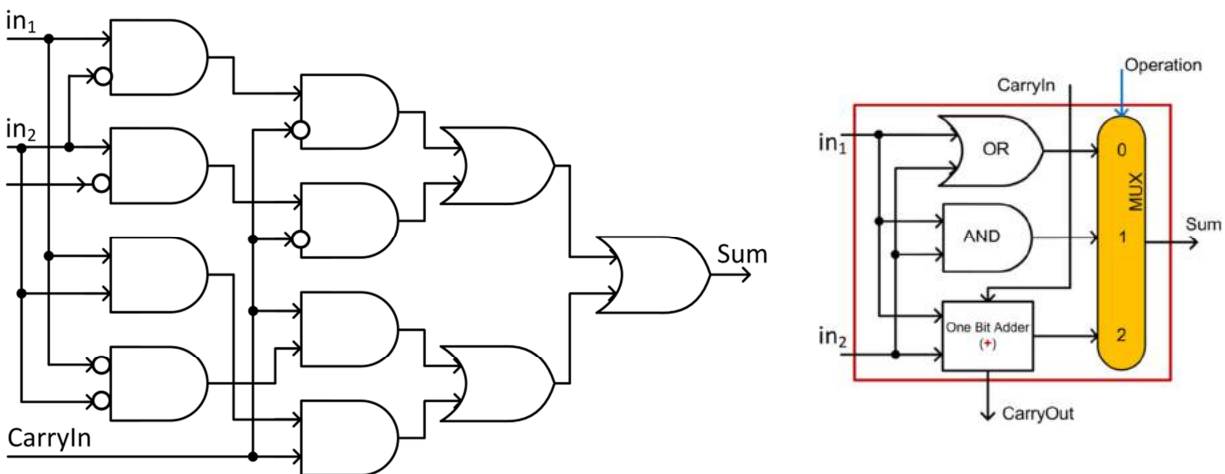 in1
in2
CarryIn
Sum
Operation
CarryIn
in1
OR
0
MUX
AND
1
Sum
in2
One Bit Adder
(+)
2
CarryOut